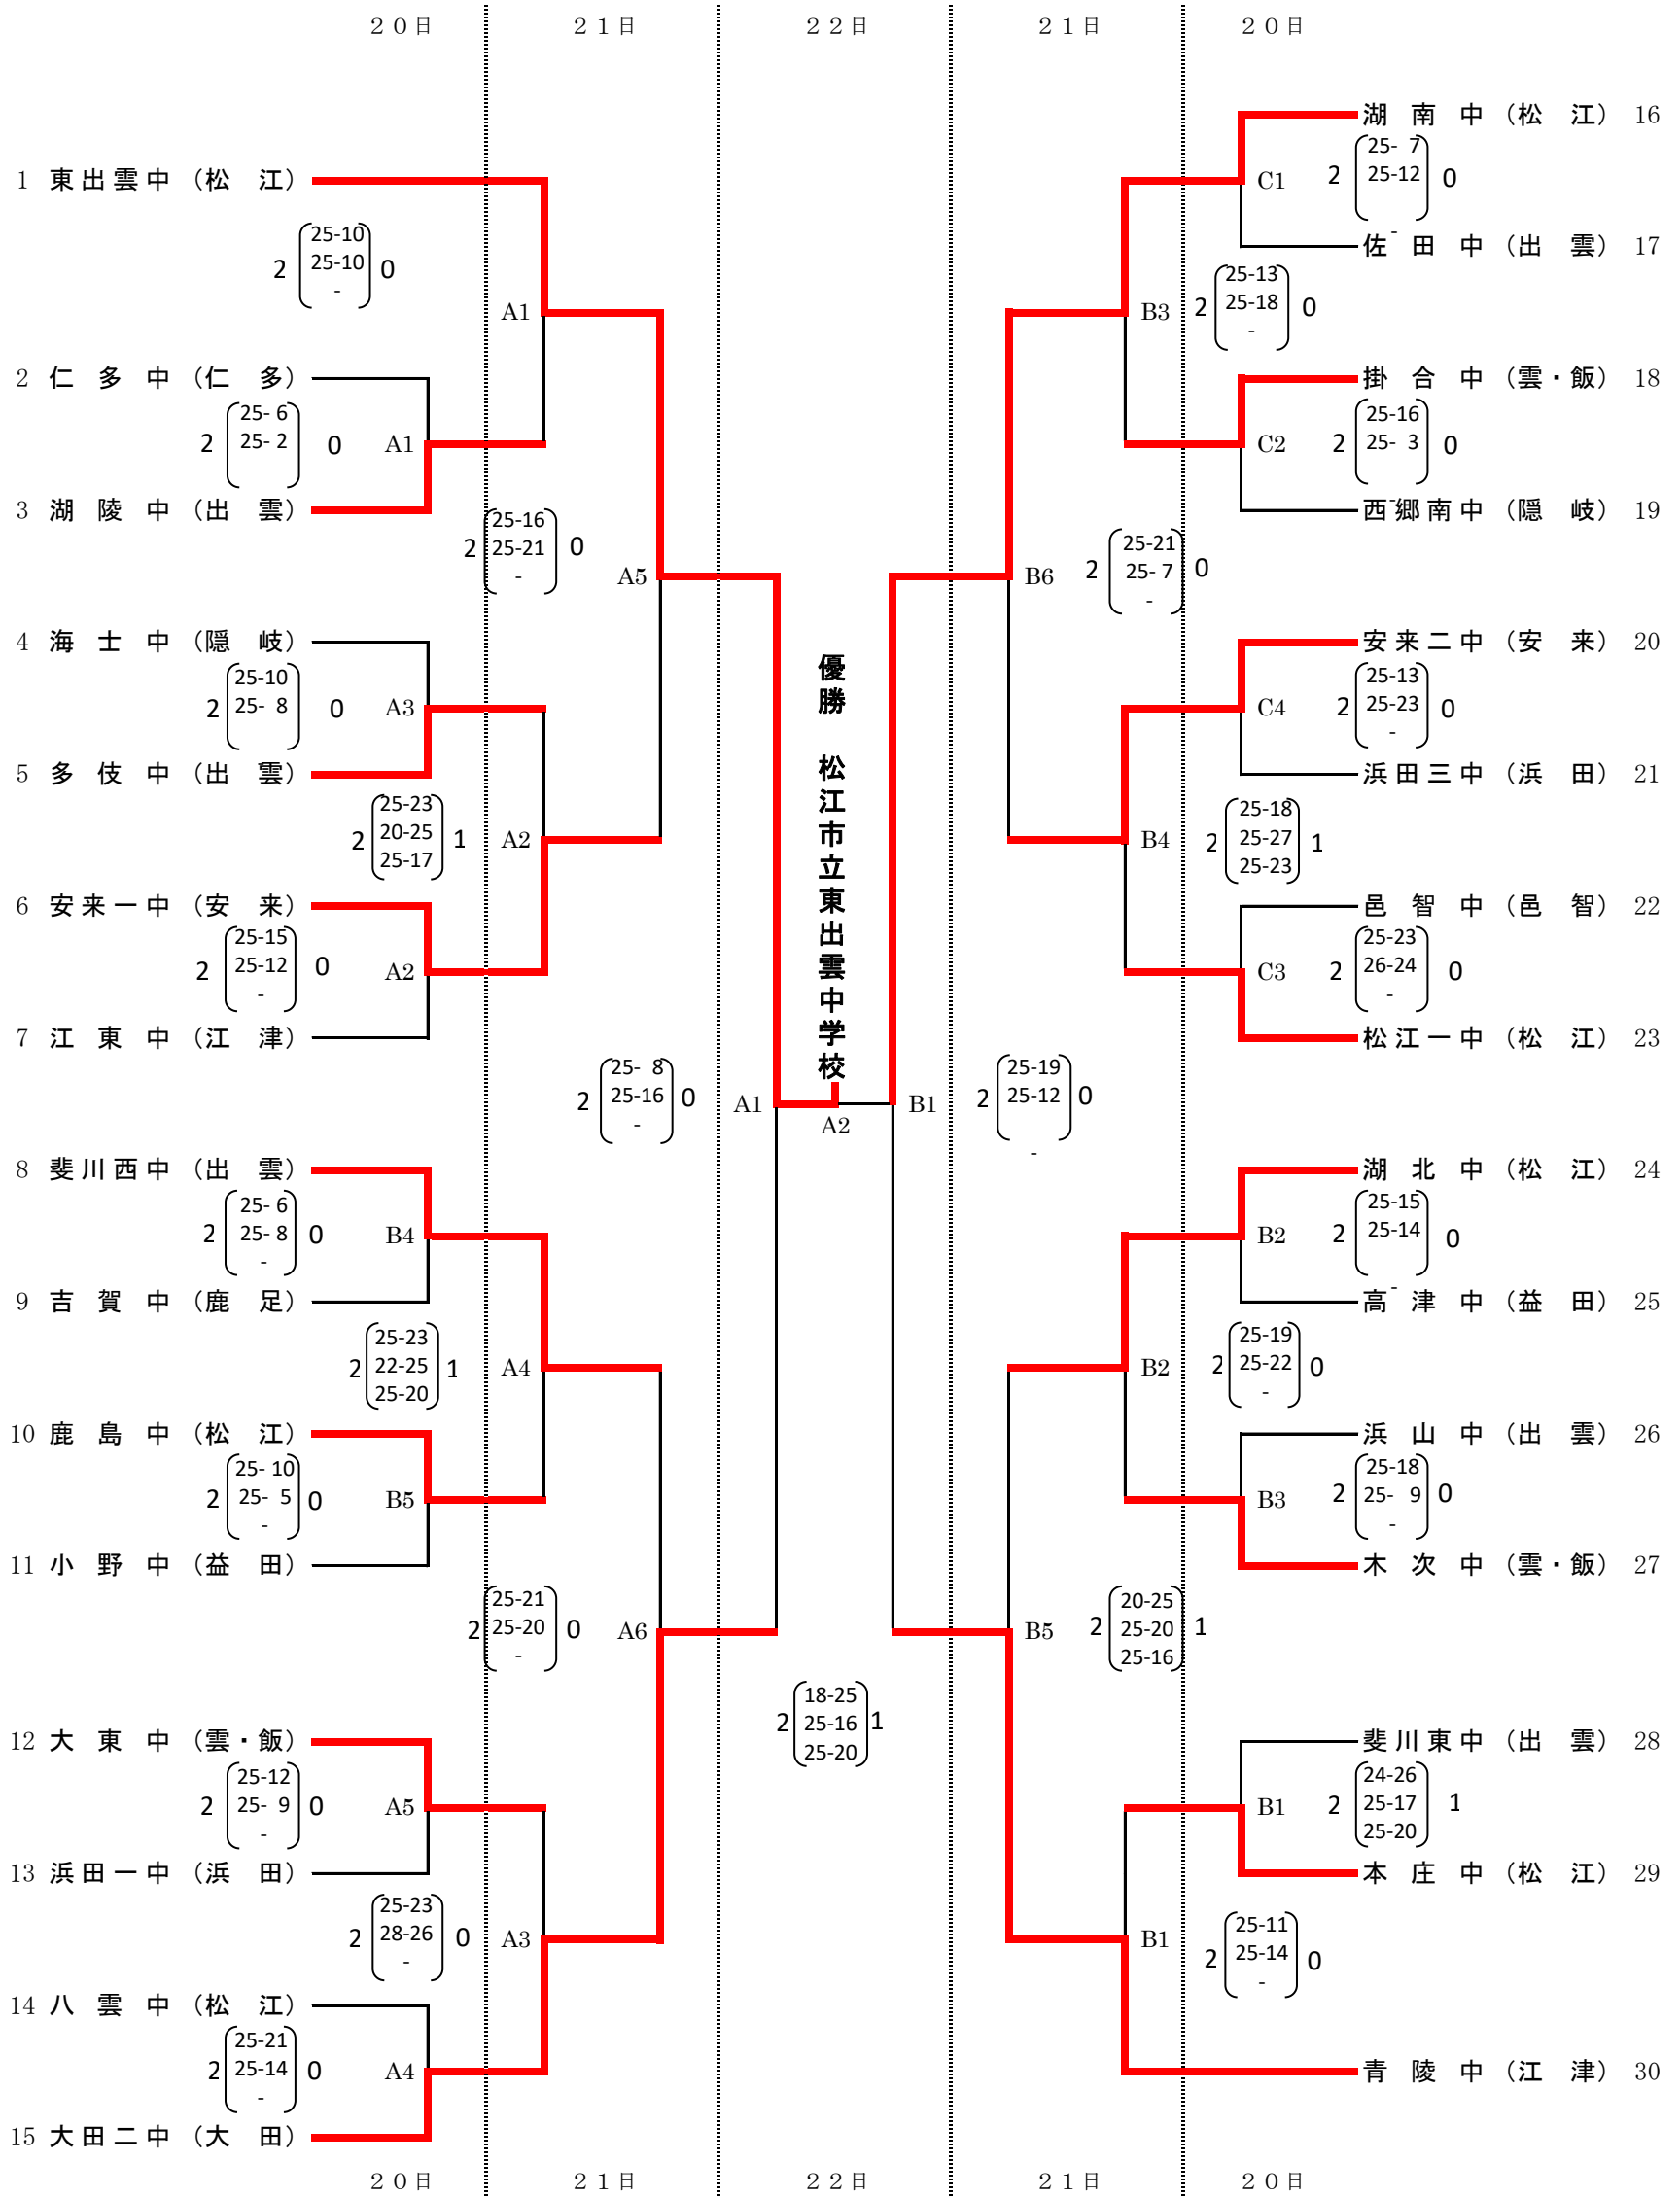 ２０日 ２１日 ２２日 ２１日 ２０日
1 東出雲中 （松　江）
2 25-10 0
25-10
-
A1
2 仁　多　中 （仁　多）
2 25- 6 0
25- 2
A1
3 湖　陵　中 （出　雲）
2 25-16 0
25-21
-
A5
4 海　士　中 （隠　岐）
2 25-10 0
25- 8
A3
5 多　伎　中 （出　雲）
2 25-23 1
20-25
25-17
A2
6 安来一中 （安　来）
2 25-15 0
25-12
-
A2
7 江　東　中 （江　津）
2 25- 8 0
25-16
-
A1
8 斐川西中 （出　雲）
2 25- 6 0
25- 8
-
B4
9 吉　賀　中 （鹿　足）
2 25-23 1
22-25
25-20
A4
10 鹿　島　中 （松　江）
2 25- 10 0
25- 5
-
B5
11 小　野　中 （益　田）
2 25-21 0
25-20
-
A6
12 大　東　中 （雲・飯）
2 25-12 0
25- 9
-
A5
13 浜田一中 （浜　田）
2 25-23 0
28-26
-
A3
14 八　雲　中 （松　江）
2 25-21 0
25-14
-
A4
15 大田二中 （大　田）
優勝　松江市立東出雲中学校
A2
2 18-25 1
25-16
25-20
湖　南　中 （松　江） 16
C1
2 25- 7 0
25-12
-
佐　田　中 （出　雲） 17
B3
2 25-13 0
25-18
-
掛　合　中 （雲・飯） 18
C2
2 25-16 0
25- 3
-
西郷南中 （隠　岐） 19
B6
2 25-21 0
25- 7
-
安来二中 （安　来） 20
C4
2 25-13 0
25-23
-
浜田三中 （浜　田） 21
B4
2 25-18 1
25-27
25-23
邑　智　中 （邑　智） 22
C3
2 25-23 0
26-24
-
松江一中 （松　江） 23
B1
2 25-19 0
25-12
-
湖　北　中 （松　江） 24
B2
2 25-15 0
25-14
-
高　津　中 （益　田） 25
B2
2 25-19 0
25-22
-
浜　山　中 （出　雲） 26
B3
2 25-18 0
25- 9
-
木　次　中 （雲・飯） 27
B5
2 20-25 1
25-20
25-16
斐川東中 （出　雲） 28
B1
2 24-26 1
25-17
25-20
本　庄　中 （松　江） 29
B1
2 25-11 0
25-14
-
青　陵　中 （江　津） 30
２０日 ２１日 ２２日 ２１日 ２０日